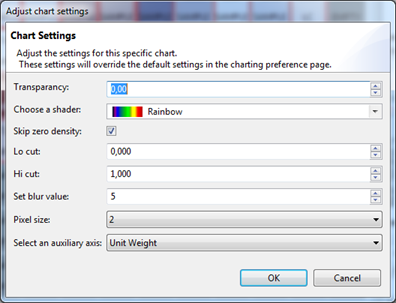 Adjust chart settings
Chart Settings
Adjust the settings for this specific chart.
These settings will override the default settings in the charting preference page.
Transparancy: 0,00
Choose a shader: Rainbow
Skip zero density:
Lo cut: 0,000
Hi cut: 1,000
Set blur value: 5
Pixel size: 2
Select an auxiliary axis: Unit Weight
OK Cancel